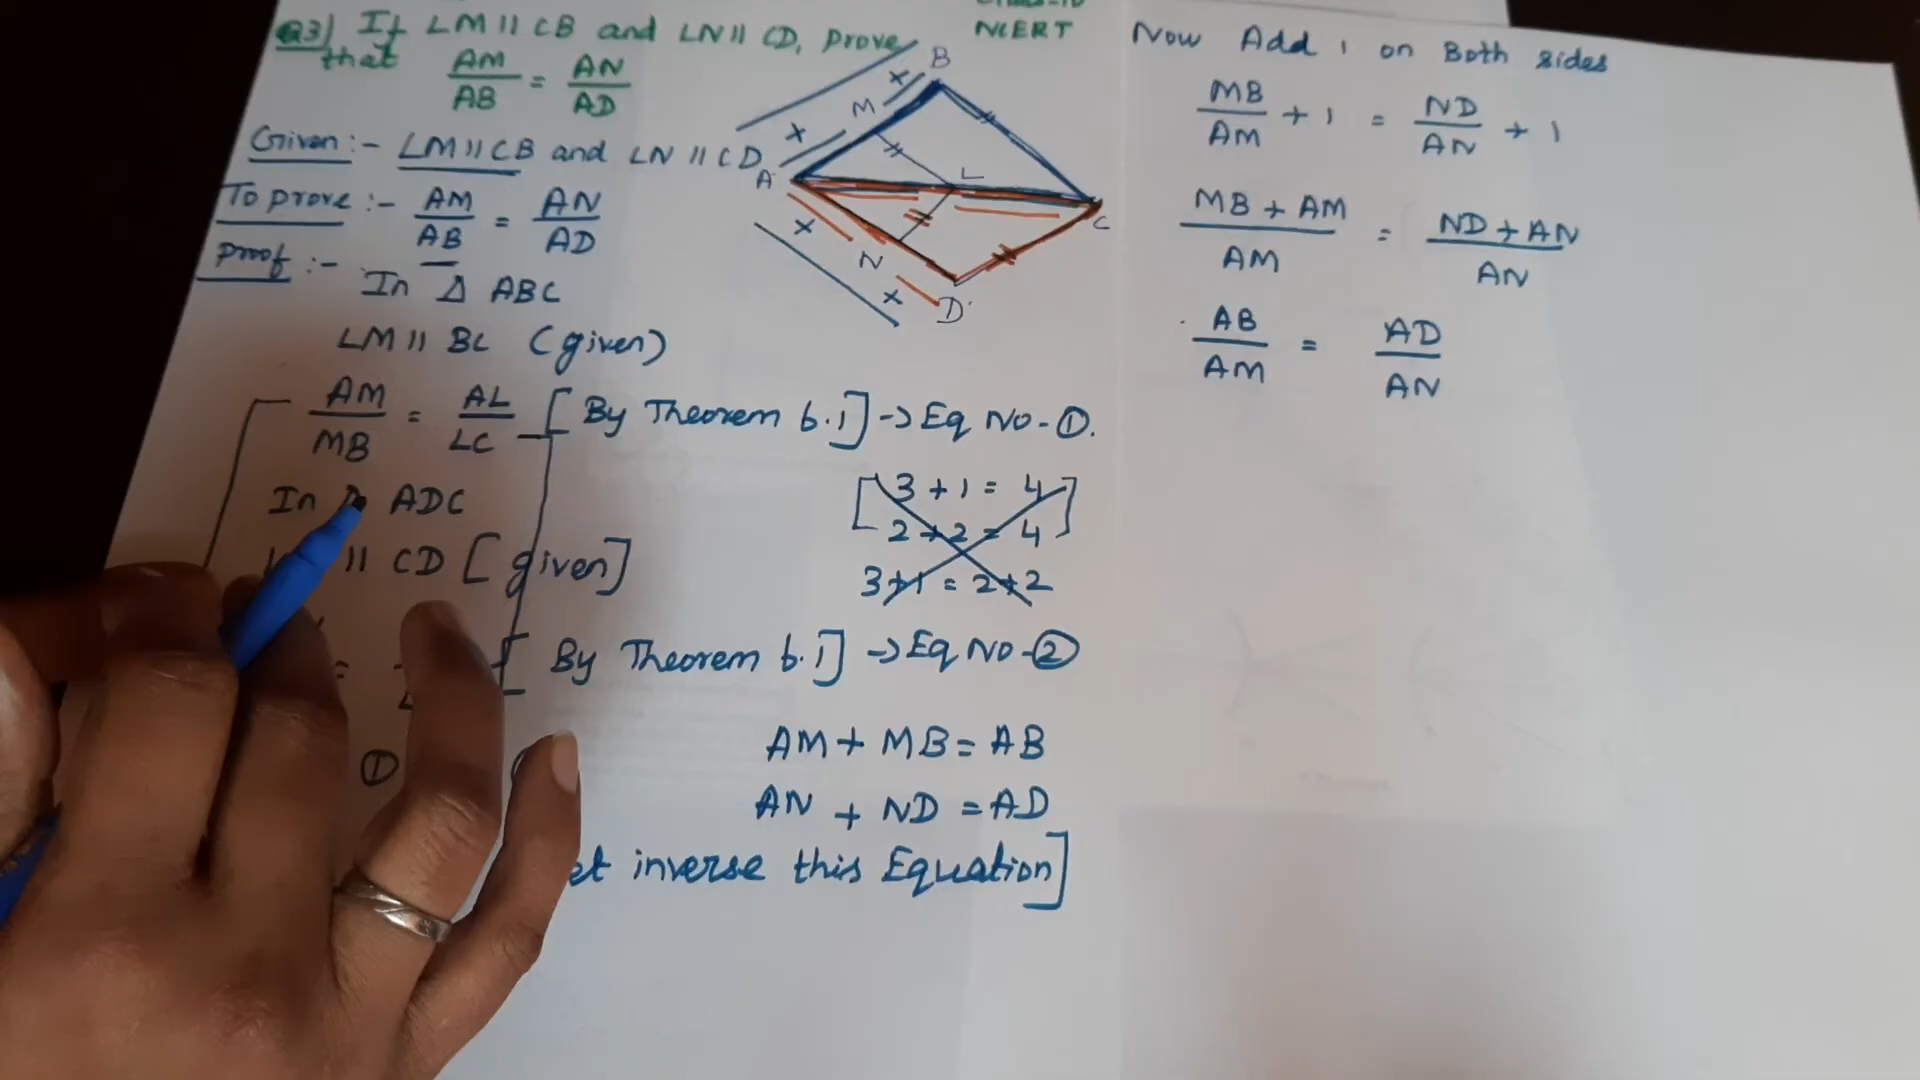 Q3) If LM || CB and LN || CD, prove
that AM/AB = AN/AD
NCERT
Given:- LM || CB and LN || CD
To prove:- AM/AB = AN/AD
Proof:-
In Δ ABC
LM || BC (given)
AM/MB = AL/LC [By Theorem 6.1] → Eq No-①.
In Δ ADC
|| CD [given]
=
[By Theorem 6.1] → Eq No-②
①
B
M
x
x
A
L
C
x
N
x
D
[3+1=4
2+2=4]
3+1=2+2
AM + MB = AB
AN + ND = AD
inverse this Equation]
Now Add 1 on Both sides
MB/AM + 1 = ND/AN + 1
MB + AM/AM = ND + AN/AN
AB/AM = AD/AN